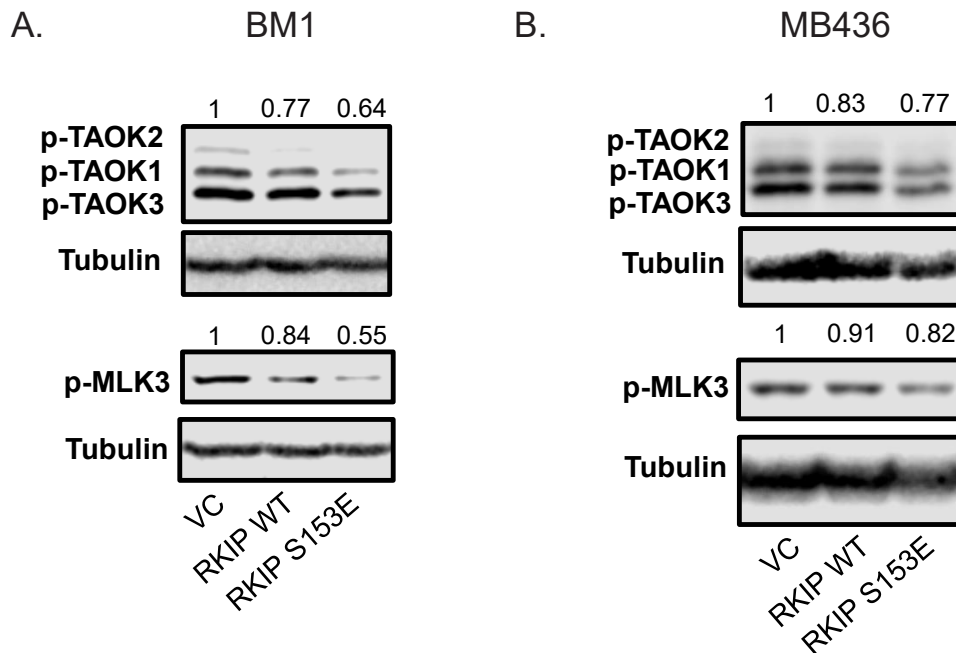 A. BM1
1 0.77 0.64
p-TAOK2
p-TAOK1
p-TAOK3
Tubulin
1 0.84 0.55
p-MLK3
Tubulin
VC
RKIP WT
RKIP S153E
B. MB436
1 0.83 0.77
p-TAOK2
p-TAOK1
p-TAOK3
Tubulin
1 0.91 0.82
p-MLK3
Tubulin
VC
RKIP WT
RKIP S153E